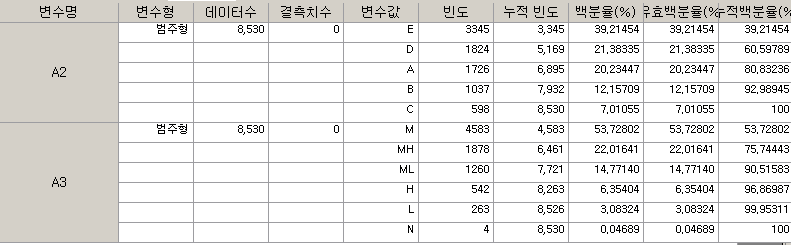 변수명 변수형 데이터수 결측치수 변수값 빈도 누적 빈도 백분율(%) 유효백분율(% 누적백분율(%
A2 범주형 8,530 0 E 3345 3,345 39,21454 39,21454 39,21454
D 1824 5,169 21,38335 21,38335 60,59789
A 1726 6,895 20,23447 20,23447 80,83236
B 1037 7,932 12,15709 12,15709 92,98945
C 598 8,530 7,01055 7,01055 100
A3 범주형 8,530 0 M 4583 4,583 53,72802 53,72802 53,72802
MH 1878 6,461 22,01641 22,01641 75,74443
ML 1260 7,721 14,77140 14,77140 90,51583
H 542 8,263 6,35404 6,35404 96,86987
L 263 8,526 3,08324 3,08324 99,95311
N 4 8,530 0,04689 0,04689 100